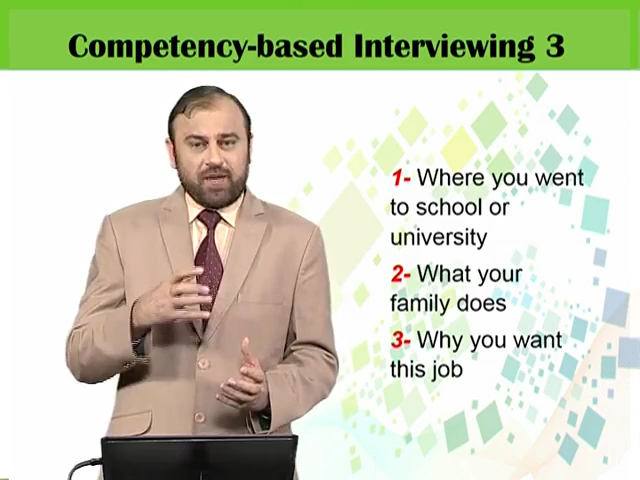 Competency-based Interviewing 3
1- Where you went
to school or
university
2- What your
family does
3- Why you want
this job